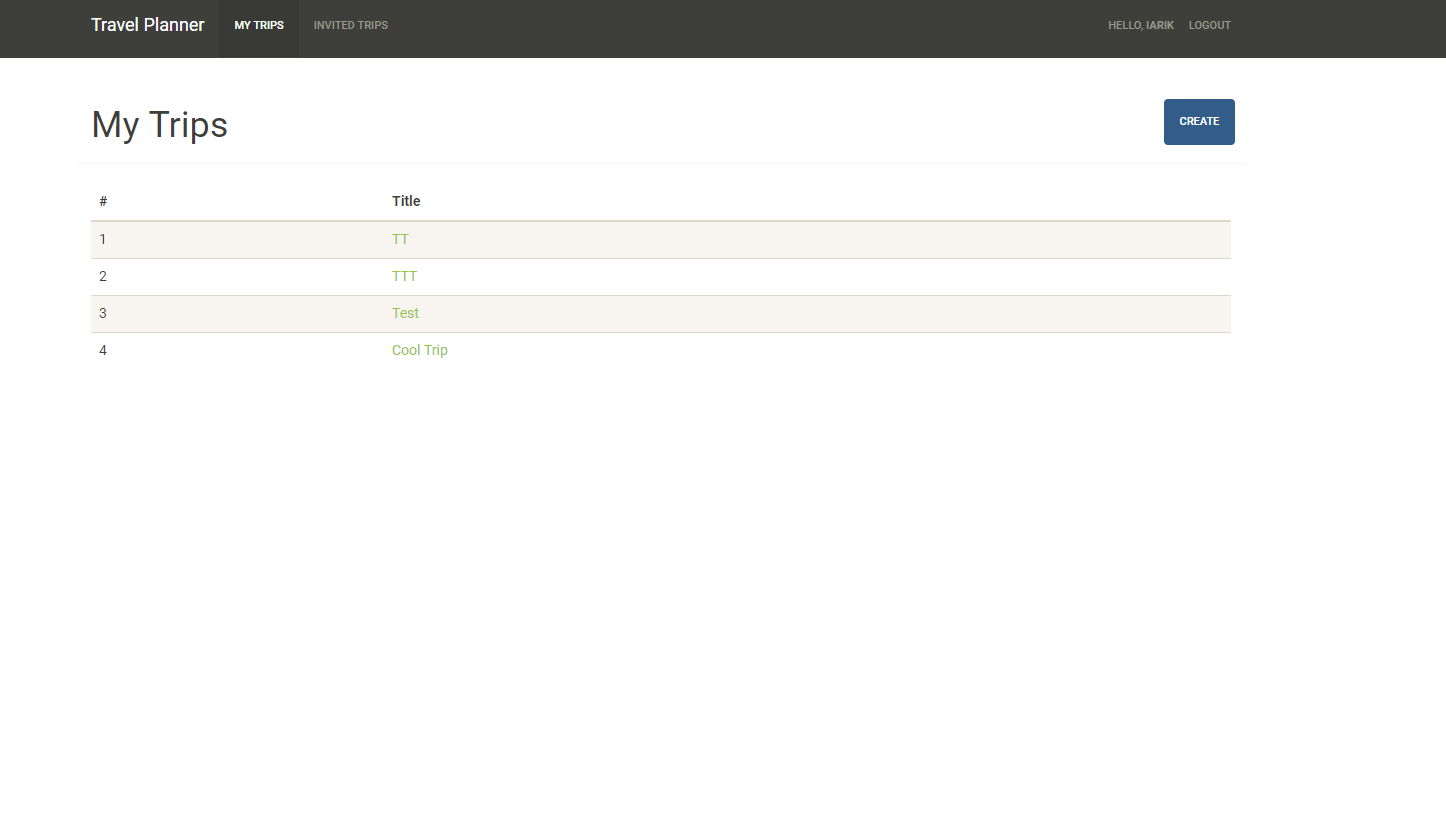 Travel Planner MY TRIPS INVITED TRIPS HELLO, IARIK LOGOUT
My Trips CREATE
# Title
1 TT
2 TTT
3 Test
4 Cool Trip